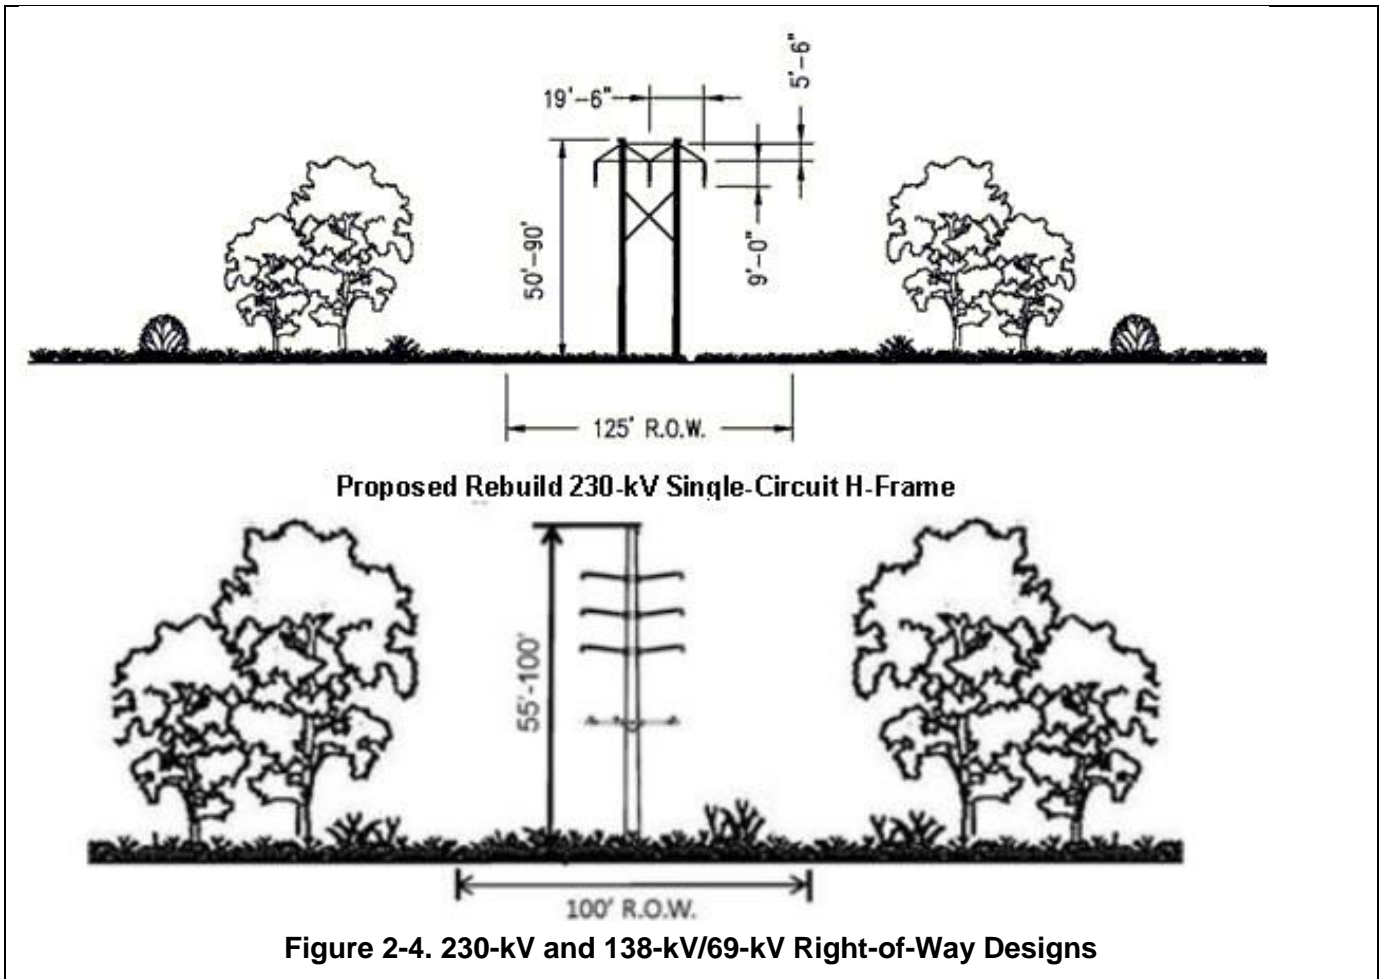 5'-6"
19'-6"
50'-90'
9'-0"
125' R.O.W.
Proposed Rebuild 230-kV Single-Circuit H-Frame
55'-100'
100' R.O.W.
Figure 2-4. 230-kV and 138-kV/69-kV Right-of-Way Designs